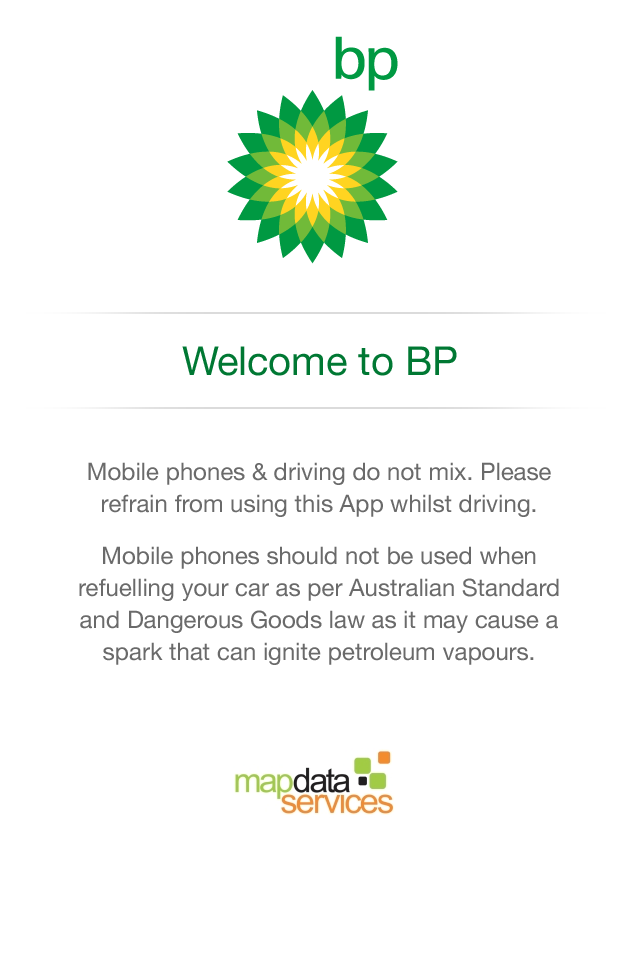 bp
Welcome to BP
Mobile phones & driving do not mix. Please
refrain from using this App whilst driving.
Mobile phones should not be used when
refuelling your car as per Australian Standard
and Dangerous Goods law as it may cause a
spark that can ignite petroleum vapours.
mapdata
services